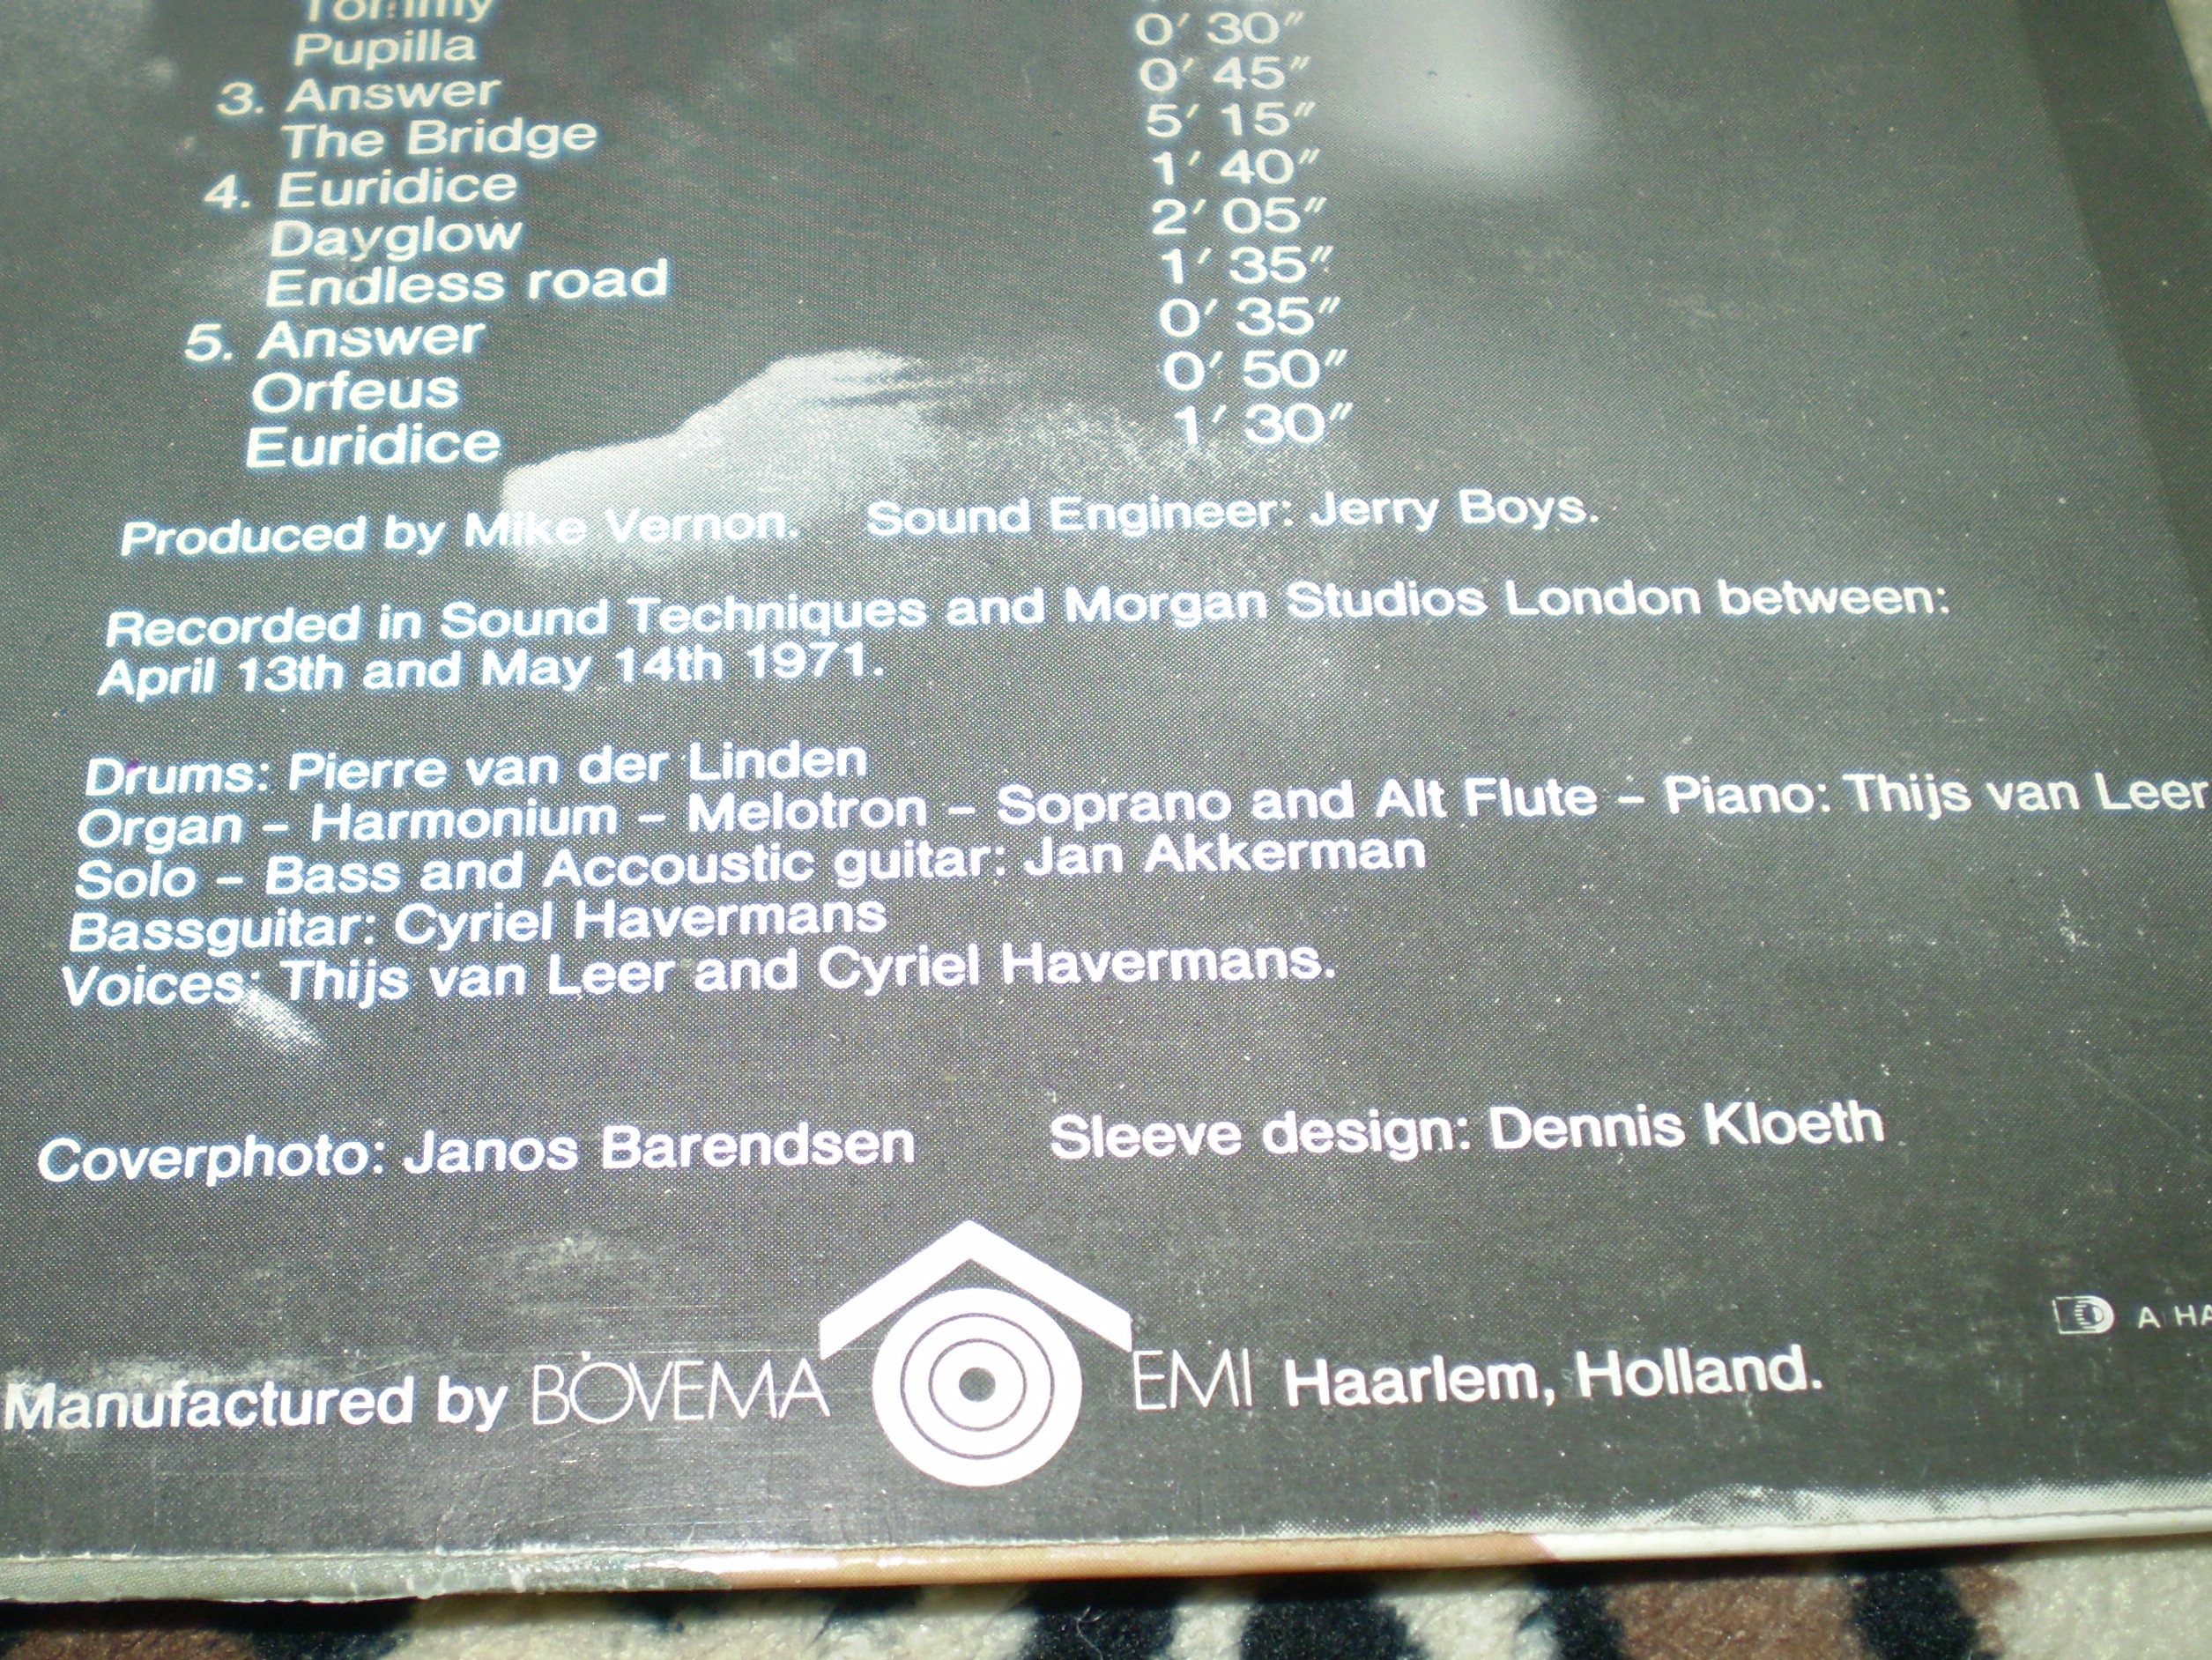 Tommy 0′ 30″
Pupilla 0′ 45″
3. Answer 5′ 15″
The Bridge 1′ 40″
4. Euridice 2′ 05″
Dayglow 1′ 35″
Endless road 0′ 35″
5. Answer 0′ 50″
Orfeus 1′ 30″
Euridice
Produced by Mike Vernon. Sound Engineer: Jerry Boys.
Recorded in Sound Techniques and Morgan Studios London between:
April 13th and May 14th 1971.
Drums: Pierre van der Linden
Organ – Harmonium – Melotron – Soprano and Alt Flute – Piano: Thijs van Leer
Solo – Bass and Accoustic guitar: Jan Akkerman
Bassguitar: Cyriel Havermans
Voices: Thijs van Leer and Cyriel Havermans.
Coverphoto: Janos Barendsen Sleeve design: Dennis Kloeth
A HA
Manufactured by BOVEMA EMI Haarlem, Holland.